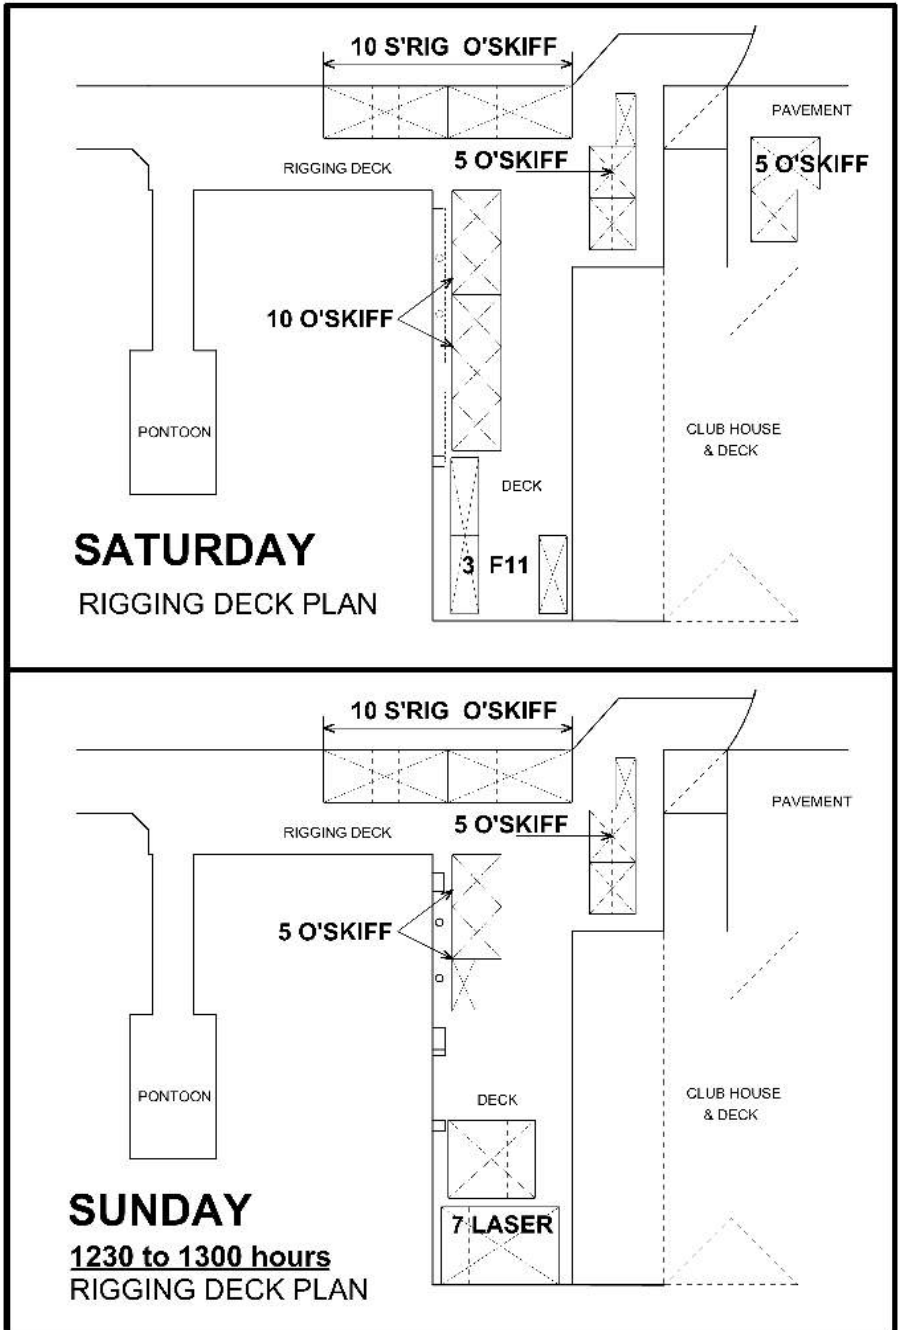 10 S'RIG O'SKIFF
PAVEMENT
5 O'SKIFF
5 O'SKIFF
RIGGING DECK
10 O'SKIFF
PONTOON
CLUB HOUSE
& DECK
DECK
SATURDAY
3 F11
RIGGING DECK PLAN
10 S'RIG O'SKIFF
PAVEMENT
5 O'SKIFF
RIGGING DECK
5 O'SKIFF
PONTOON
DECK
CLUB HOUSE
& DECK
SUNDAY
7 LASER
1230 to 1300 hours
RIGGING DECK PLAN